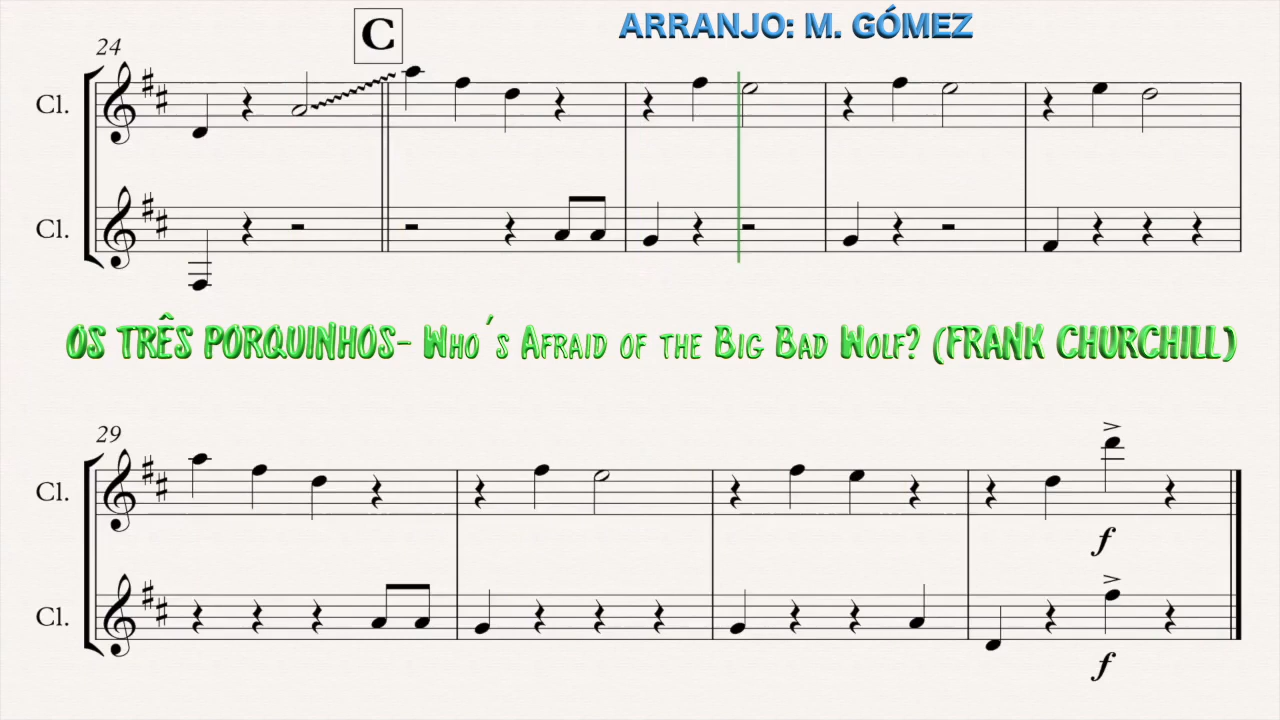 ARRANJO: M. GÓMEZ
24
C
Cl.
Cl.
OS TRÊS PORQUINHOS- Who´s Afraid of the Big Bad Wolf? (FRANK CHURCHILL)
29
Cl.
f
Cl.
f